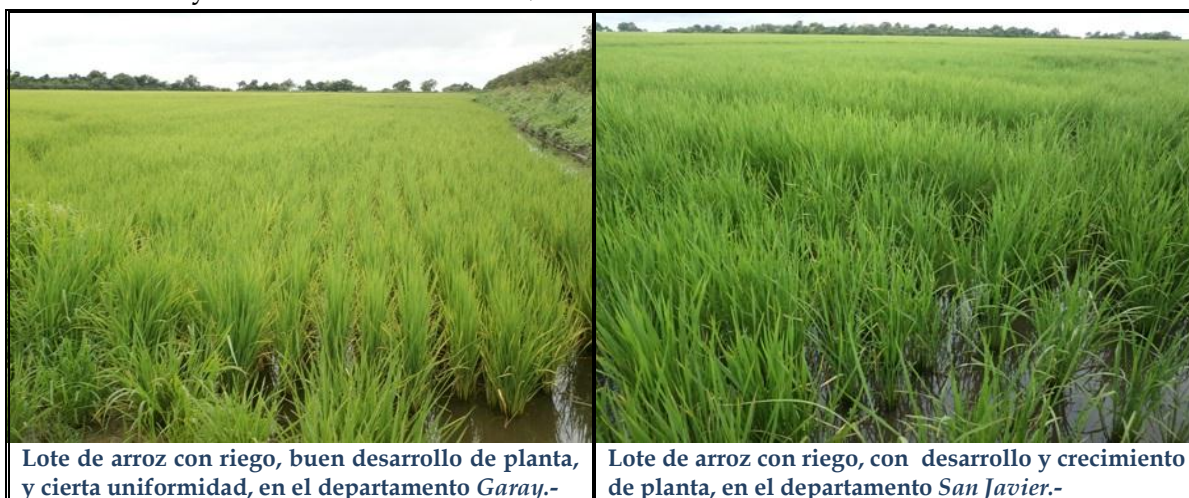 Lote de arroz con riego, buen desarrollo de planta,
y cierta uniformidad, en el departamento Garay.-
Lote de arroz con riego, con desarrollo y crecimiento
de planta, en el departamento San Javier.-